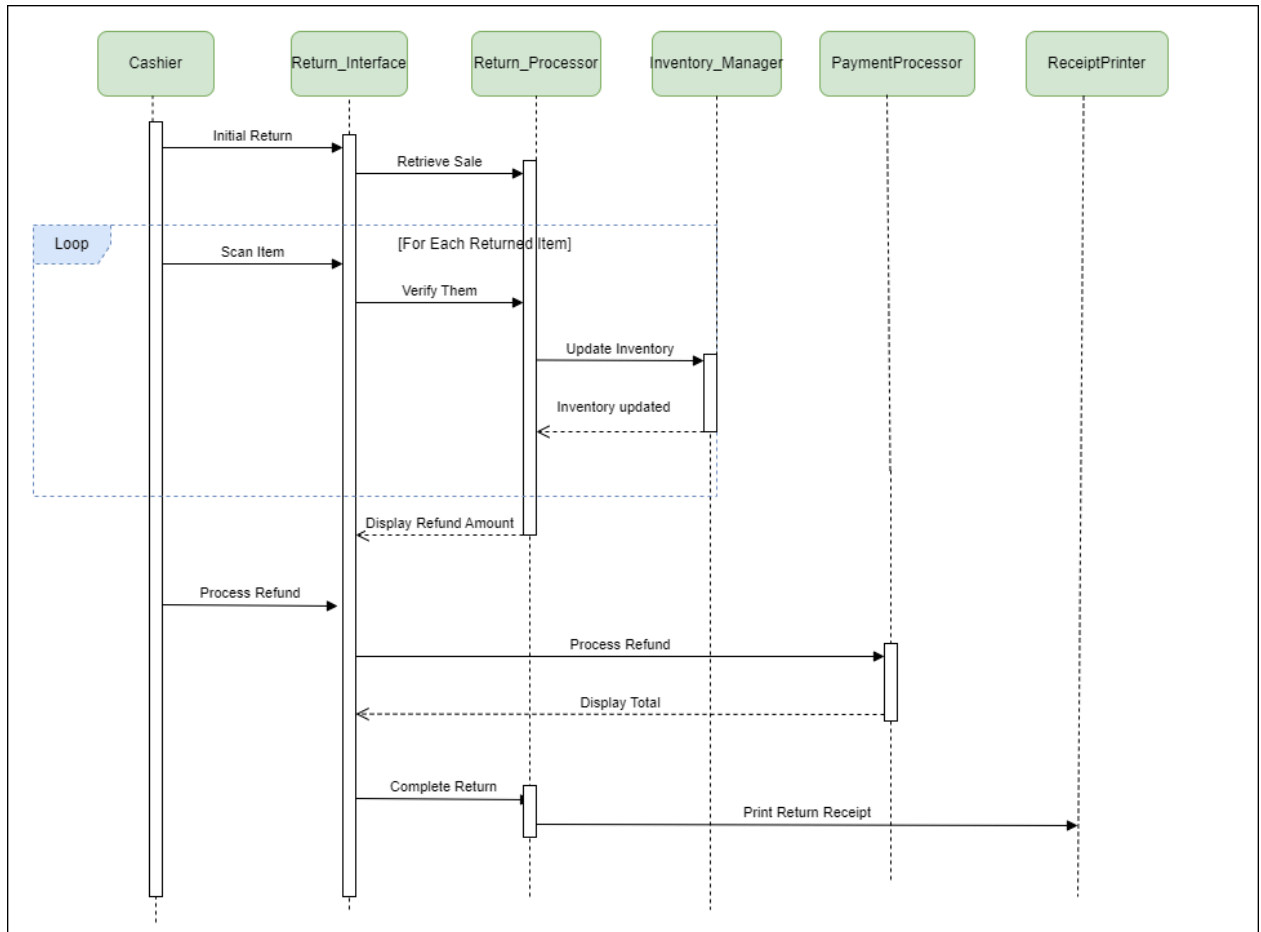 Cashier
Return_Interface
Return_Processor
Inventory_Manager
PaymentProcessor
ReceiptPrinter
Initial Return
Retrieve Sale
Loop
[For Each Returned Item]
Scan Item
Verify Them
Update Inventory
Inventory updated
Display Refund Amount
Process Refund
Process Refund
Display Total
Complete Return
Print Return Receipt